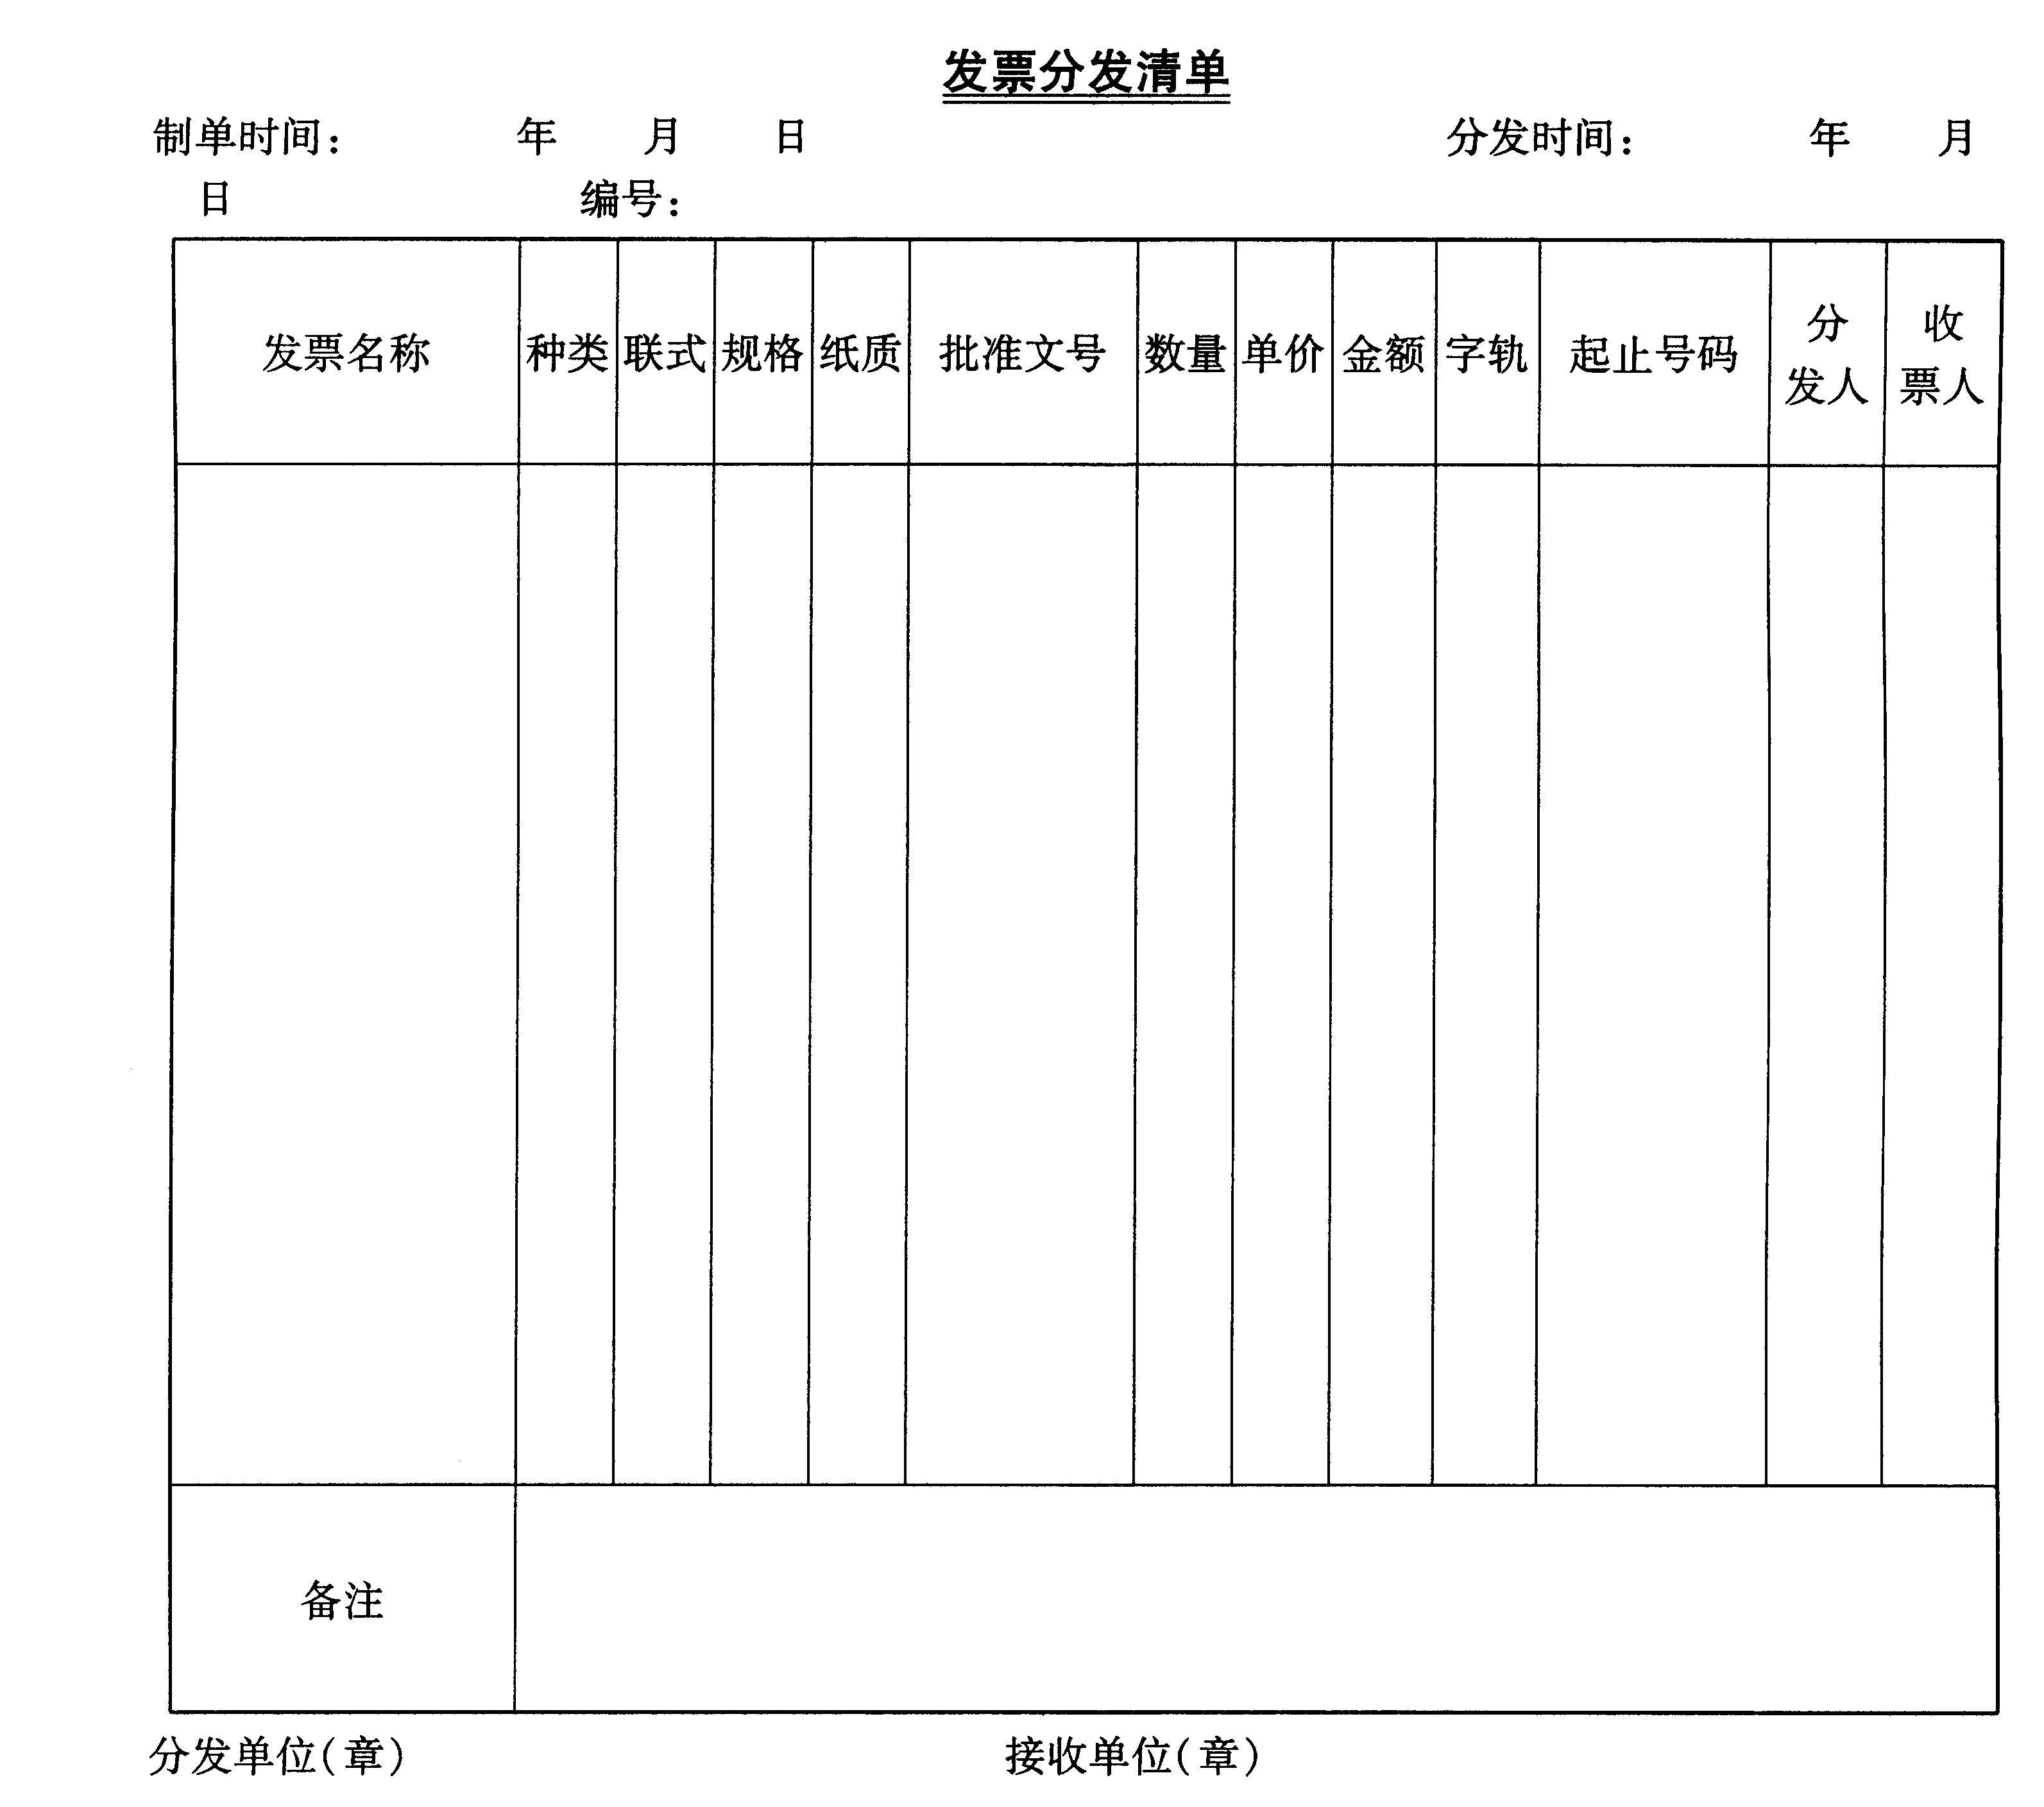 发票分发清单
制单时间： 年 月 日 分发时间： 年 月
日 编号：
发票名称 种类 联式 规格 纸质 批准文号 数量 单价 金额 字轨 起止号码 分发人 收票人
备注
分发单位(章) 接收单位(章)